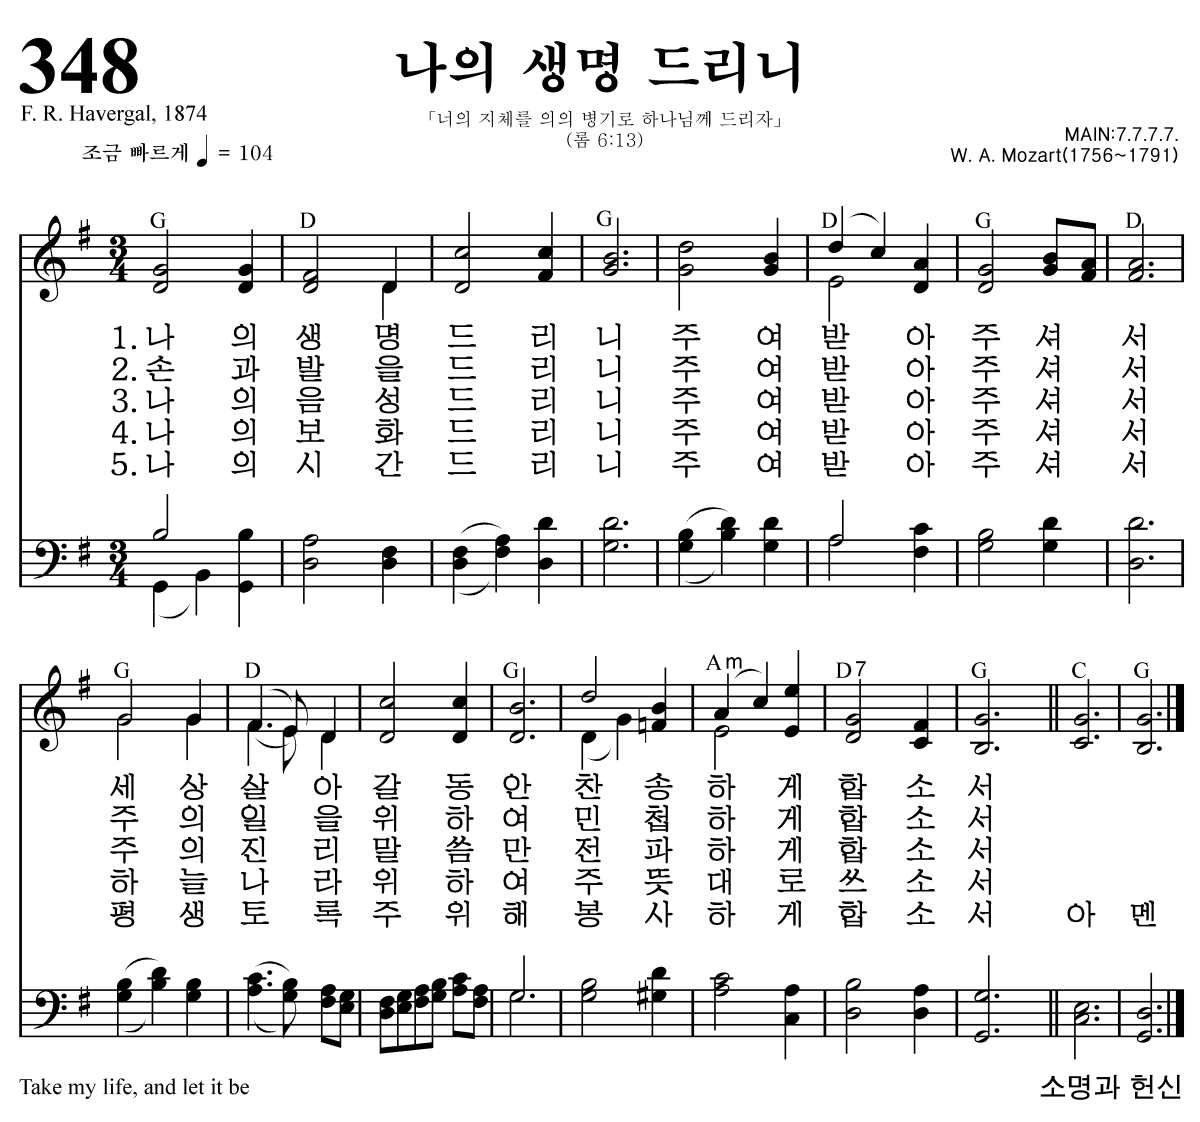 348
나의 생명 드리니
F. R. Havergal, 1874
「너의 지체를 의의 병기로 하나님께 드리자」
(롬 6:13)
조금 빠르게 ♩ = 104
MAIN:7.7.7.7.
W. A. Mozart(1756~1791)
G D G D G D
3 4
1. 나 의 생 명 드 리 니 주 여 받 아 주 셔 서
2. 손 과 발 을 드 리 니 주 여 받 아 주 셔 서
3. 나 의 음 성 드 리 니 주 여 받 아 주 셔 서
4. 나 의 보 화 드 리 니 주 여 받 아 주 셔 서
5. 나 의 시 간 드 리 니 주 여 받 아 주 셔 서
3 4
G D G Am D7 G C G
세 상 살 아 갈 동 안 찬 송 하 게 합 소 서
주 의 일 을 위 하 여 민 첩 하 게 합 소 서
주 의 진 리 말 씀 만 전 파 하 게 합 소 서
하 늘 나 라 위 하 여 주 뜻 대 로 쓰 소 서
평 생 토 록 주 위 해 봉 사 하 게 합 소 서 아 멘
Take my life, and let it be
소명과 헌신